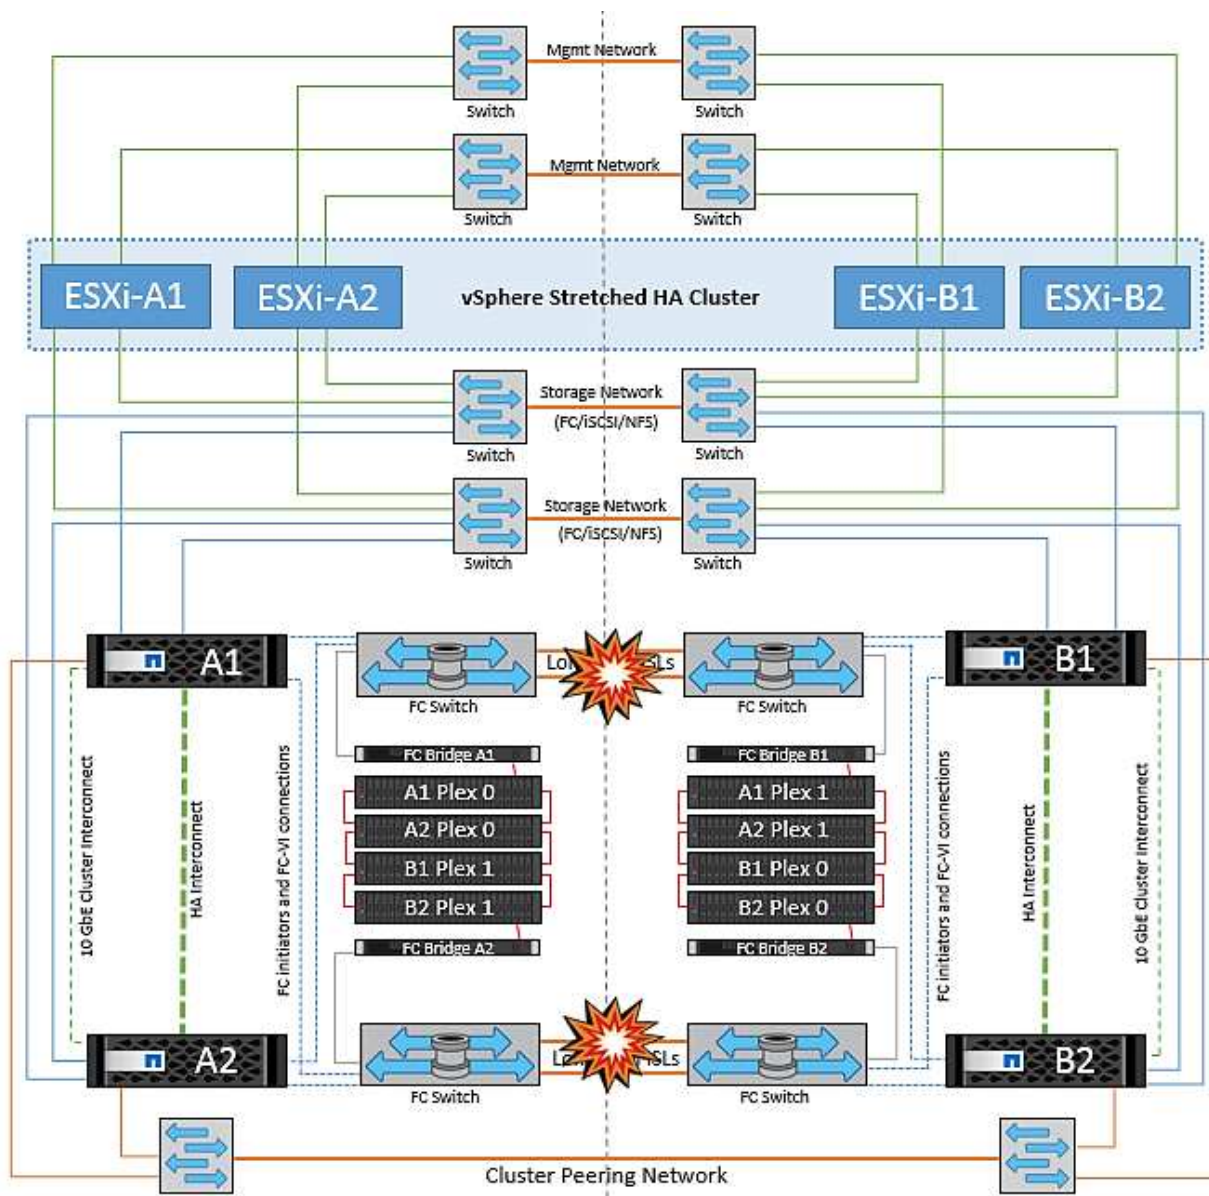 Mgmt Network
Switch
Switch
Mgmt Network
Switch
Switch
ESXi-A1
ESXi-A2
vSphere Stretched HA Cluster
ESXi-B1
ESXi-B2
Storage Network
(FC/iSCSI/NFS)
Switch
Switch
Storage Network
(FC/iSCSI/NFS)
Switch
Switch
A1
B1
FC Switch
FC Switch
FC Bridge A1
FC Bridge B1
A1 Plex 0
A1 Plex 1
A2 Plex 0
A2 Plex 1
B1 Plex 1
B1 Plex 0
B2 Plex 1
B2 Plex 0
FC Bridge A2
FC Bridge B2
10 GbE Cluster Interconnect
HA Interconnect
FC initiators and FC-VI connections
FC initiators and FC-VI connections
HA Interconnect
10 GbE Cluster Interconnect
A2
B2
FC Switch
FC Switch
Cluster Peering Network